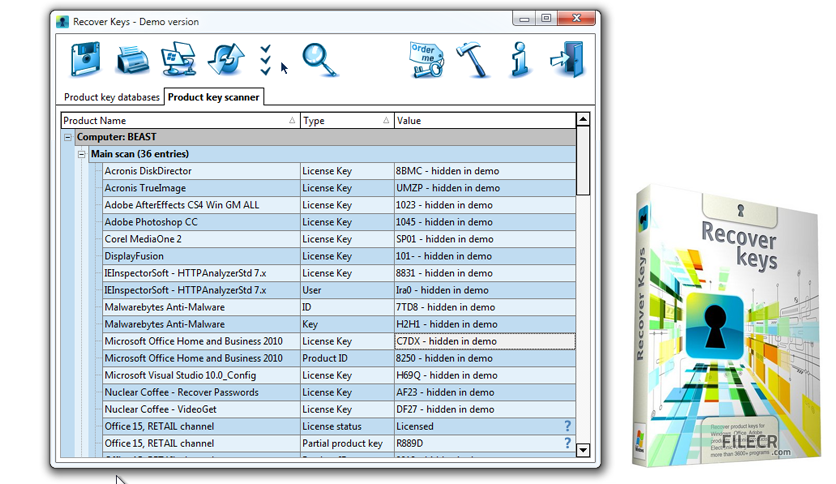 Recover Keys - Demo version
Order me
Product key databases
Product key scanner
Product Name Type Value
Computer: BEAST
Main scan (36 entries)
Acronis DiskDirector License Key 8BMC - hidden in demo
Acronis TrueImage License Key UMZP - hidden in demo
Adobe AfterEffects CS4 Win GM ALL License Key 1023 - hidden in demo
Adobe Photoshop CC License Key 1045 - hidden in demo
Corel MediaOne 2 License Key SP01 - hidden in demo
DisplayFusion License Key 101- - hidden in demo
IEInspectorSoft - HTTPAnalyzerStd 7.x License Key 8831 - hidden in demo
IEInspectorSoft - HTTPAnalyzerStd 7.x User Ira0 - hidden in demo
Malwarebytes Anti-Malware ID 7TD8 - hidden in demo
Malwarebytes Anti-Malware Key H2H1 - hidden in demo
Microsoft Office Home and Business 2010 License Key C7DX - hidden in demo
Microsoft Office Home and Business 2010 Product ID 8250 - hidden in demo
Microsoft Visual Studio 10.0_Config License Key H69Q - hidden in demo
Nuclear Coffee - Recover Passwords License Key AF23 - hidden in demo
Nuclear Coffee - VideoGet License Key DF27 - hidden in demo
Office 15, RETAIL channel License status Licensed ?
Office 15, RETAIL channel Partial product key R889D ?
Recover
keys
Recover Keys
Recover product keys for
Windows, Office, Adobe
more than 3600+ programs
FILECR
.com